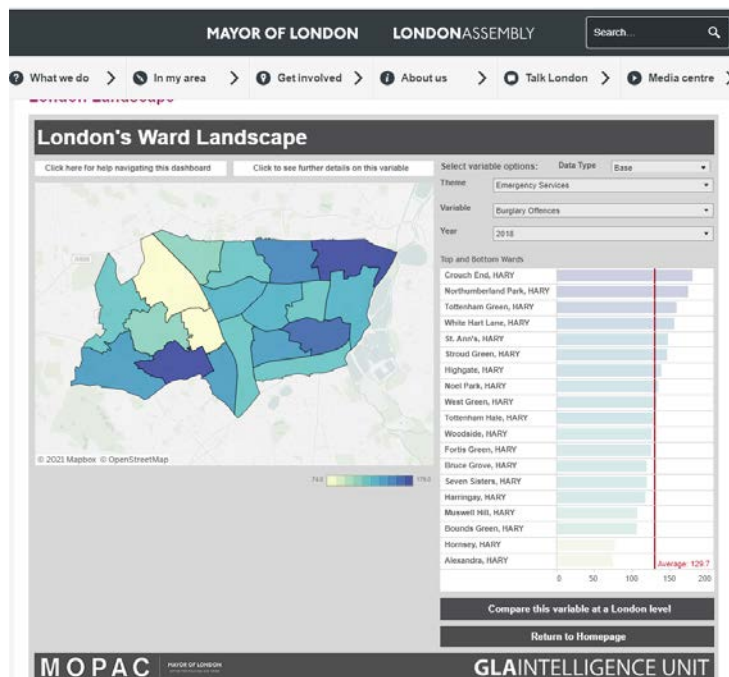 MAYOR OF LONDON LONDONASSEMBLY Search...
What we do In my area Get involved About us Talk London Media centre
London Landscape
London's Ward Landscape
Click here for help navigating this dashboard Click to see further details on this variable
Select variable options: Data Type Base
Theme Emergency Services
Variable Burglary Offences
Year 2018
Top and Bottom Wards
Crouch End, HARY
Northumberland Park, HARY
Tottenham Green, HARY
White Hart Lane, HARY
St. Ann's, HARY
Stroud Green, HARY
Highgate, HARY
Noel Park, HARY
West Green, HARY
Tottenham Hale, HARY
Woodside, HARY
Fortis Green, HARY
Bruce Grove, HARY
Seven Sisters, HARY
Harringay, HARY
Muswell Hill, HARY
Bounds Green, HARY
Hornsey, HARY
Alexandra, HARY
Average: 129.7
0 50 100 150 200
© 2021 Mapbox © OpenStreetMap
Compare this variable at a London level
Return to Homepage
MOPAC MAYOR OF LONDON
GLAINTELLIGENCE UNIT